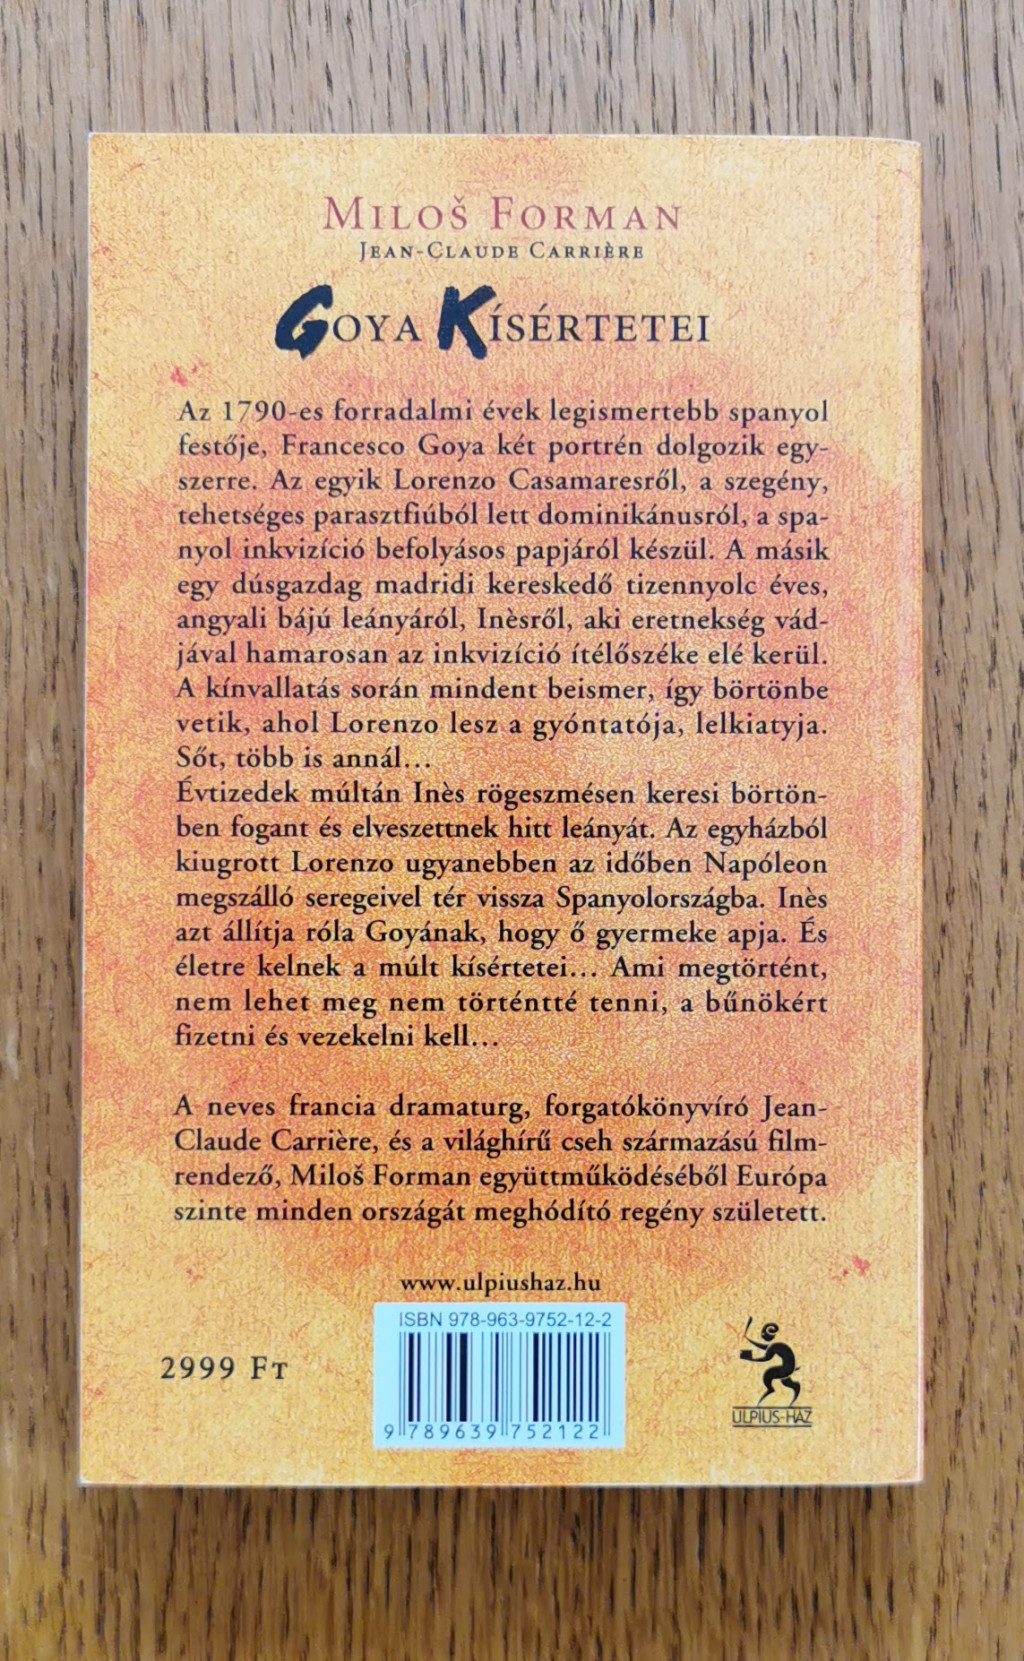 MILOŠ FORMAN
JEAN-CLAUDE CARRIÈRE
GOYA KÍSÉRTETEI
Az 1790-es forradalmi évek legismertebb spanyol
festője, Francesco Goya két portrén dolgozik egy-
szerre. Az egyik Lorenzo Casamaresről, a szegény,
tehetséges parasztfiúból lett dominikánusról, a spa-
nyol inkvizíció befolyásos papjáról készül. A másik
egy dúsgazdag madridi kereskedő tizennyolc éves,
angyali bájú leányáról, Inèsről, aki eretnekség vád-
jával hamarosan az inkvizíció ítélőszéke elé kerül.
A kínvallatás során mindent beismer, így börtönbe
vetik, ahol Lorenzo lesz a gyóntatója, lelkiatyja.
Sőt, több is annál...
Évtizedek múltán Inès rögeszmésen keresi börtön-
ben fogant és elveszettnek hitt leányát. Az egyházból
kiugrott Lorenzo ugyanebben az időben Napóleon
megszálló seregeivel tér vissza Spanyolországba. Inès
azt állítja róla Goyának, hogy ő gyermeke apja. És
életre kelnek a múlt kísértetei... Ami megtörtént,
nem lehet meg nem történtté tenni, a bűnökért
fizetni és vezekelni kell...
A neves francia dramaturg, forgatókönyvíró Jean-
Claude Carrière, és a világhírű cseh származású film-
rendező, Miloš Forman együttműködéséből Európa
szinte minden országát meghódító regény született.
www.ulpiushaz.hu
ISBN 978-963-9752-12-2
2999 FT
9 789639 752122
ULPIUS-HÁZ